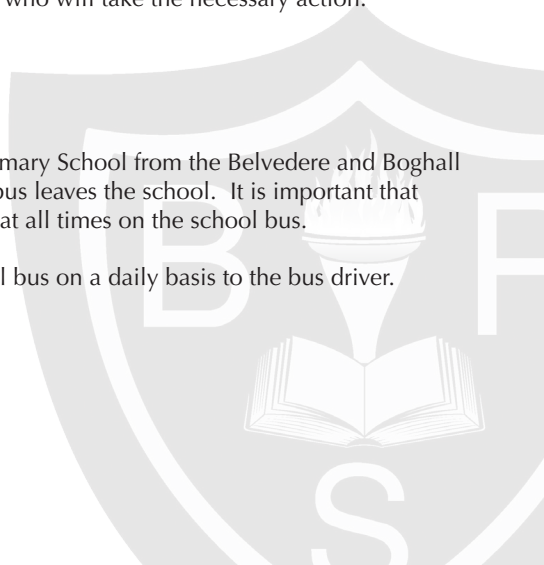 who will take the necessary action.
mary School from the Belvedere and Boghall
bus leaves the school. It is important that
at all times on the school bus.
l bus on a daily basis to the bus driver.
B P
S